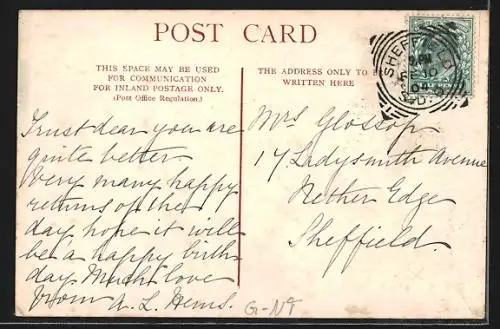 POST CARD
THIS SPACE MAY BE USED
FOR COMMUNICATION
FOR INLAND POSTAGE ONLY.
(Post Office Regulation.)
THE ADDRESS ONLY TO BE
WRITTEN HERE
SHEFFIELD
Trust dear you are
quite better.
Very many happy
returns of the
day hope it will
be a happy birth
day. Much love
from A. L. Hems.
Mrs Glossop
17 Ladysmith Avenue
Nether Edge
Sheffield.